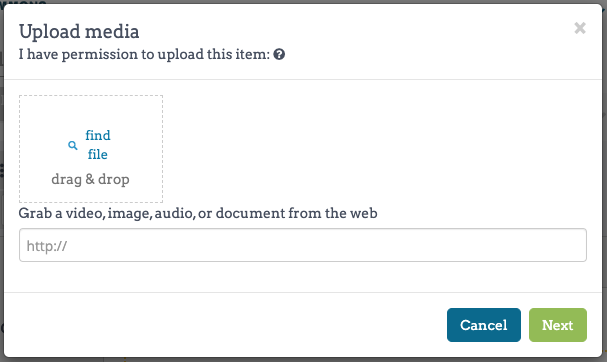 Upload media
×
I have permission to upload this item: ?
find
file
drag & drop
Grab a video, image, audio, or document from the web
http://
Cancel
Next